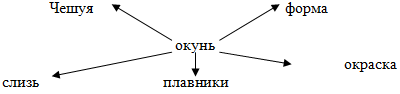 Чешуя форма
окунь
окраска
слизь плавники